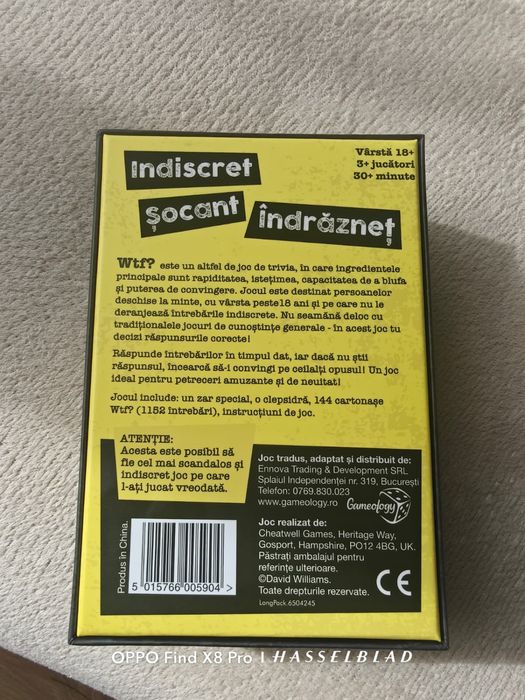 Indiscret
Șocant
Îndrăzneț
Vârstă 18+
3+ jucători
30+ minute
Wtf? este un altfel de joc de trivia, în care ingredientele
principale sunt rapiditatea, istețimea, capacitatea de a blufa
și puterea de convingere. Jocul este destinat persoanelor
deschise la minte, cu vârsta peste18 ani și pe care nu le
deranjează întrebările indiscrete. Nu seamănă deloc cu
tradiționalele jocuri de cunoștințe generale - în acest joc tu
decizi răspunsurile corecte!
Răspunde întrebărilor în timpul dat, iar dacă nu știi
răspunsul, încearcă să-i convingi pe ceilalți opusul! Un joc
ideal pentru petreceri amuzante și de neuitat!
Jocul include: un zar special, o clepsidră, 144 cartonașe
Wtf? (1152 întrebări), instrucțiuni de joc.
ATENȚIE:
Acesta este posibil să
fie cel mai scandalos și
indiscret joc pe care
l-ați jucat vreodată.
Joc tradus, adaptat și distribuit de:
Ennova Trading & Development SRL
Splaiul Independenței nr. 319, București
Telefon: 0769.830.023
www.gameology.ro
Gameology
Joc realizat de:
Cheatwell Games, Heritage Way,
Gosport, Hampshire, PO12 4BG, UK.
Păstrați ambalajul pentru
referințe ulterioare.
©David Williams.
Toate drepturile rezervate.
LongPack.6504245
CE
Produs în China.
5 015766 005904 >
OPPO Find X8 Pro | HASSELBLAD